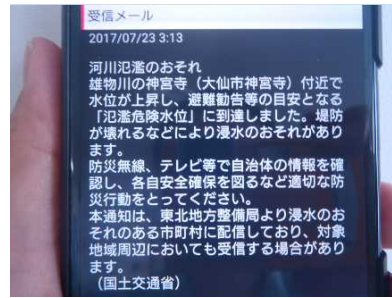 受信メール
2017/07/23 3:13
河川氾濫のおそれ
雄物川の神宮寺（大仙市神宮寺）付近で
水位が上昇し、避難勧告等の目安となる
「氾濫危険水位」に到達しました。堤防
が壊れるなどにより浸水のおそれがあり
ます。
防災無線、テレビ等で自治体の情報を確
認し、各自安全確保を図るなど適切な防
災行動をとってください。
本通知は、東北地方整備局より浸水のお
それのある市町村に配信しており、対象
地域周辺においても受信する場合があり
ます。
（国土交通省）